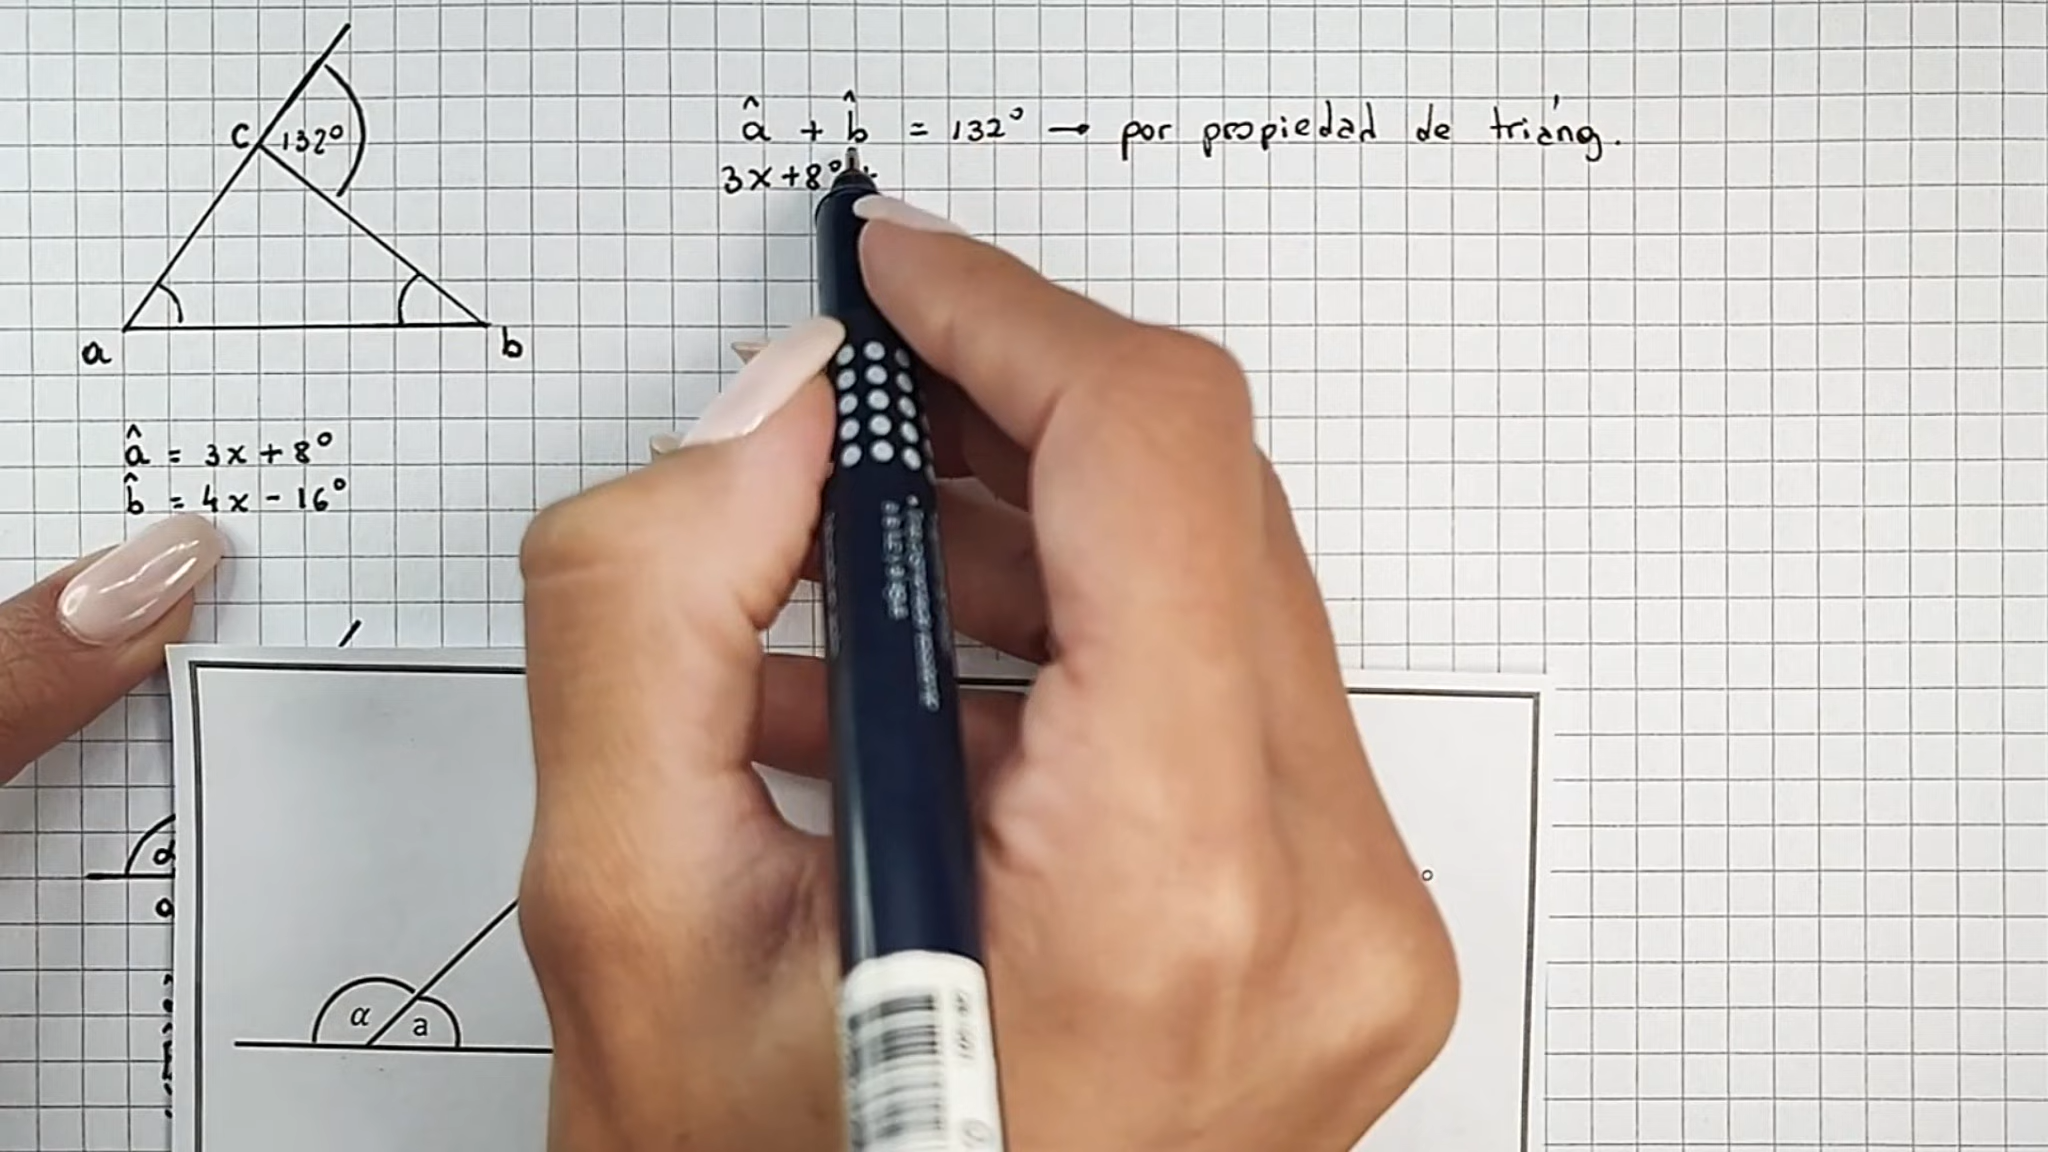 c 132°
â + b̂ = 132° → por propiedad de triáng.
3x+8° +
a b
â = 3x+8°
b̂ = 4x-16°
α
α a